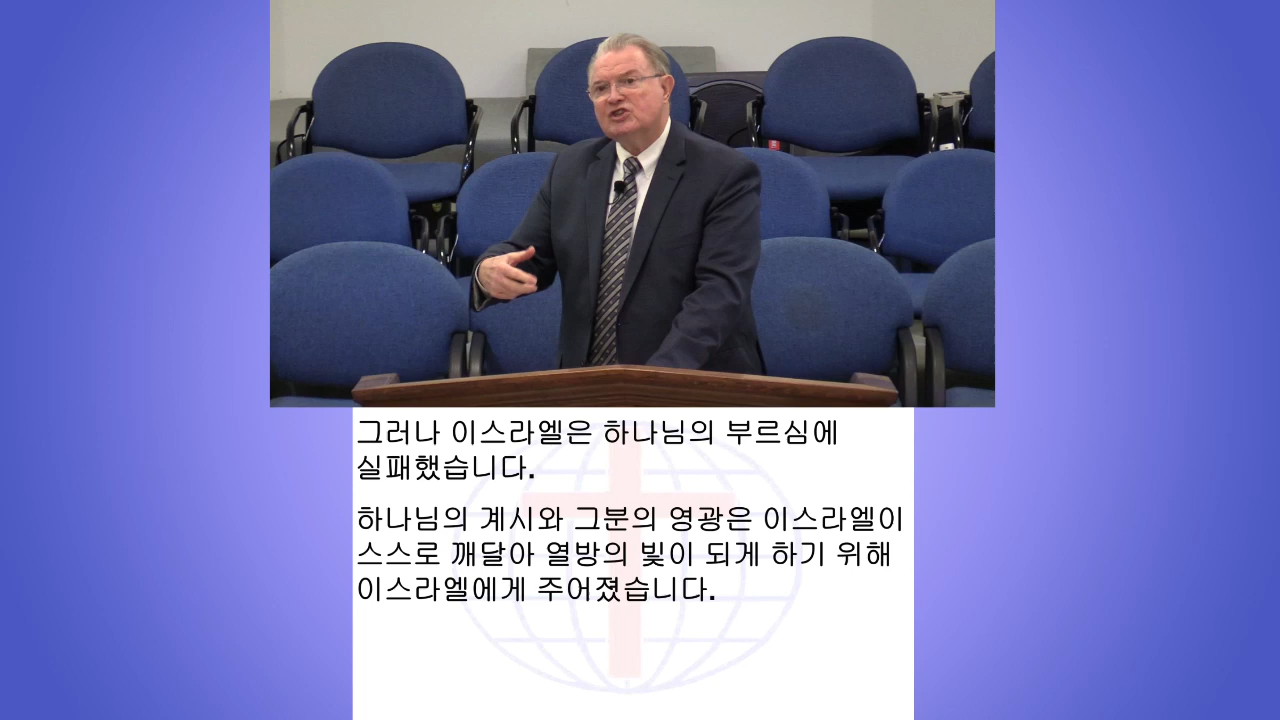 그러나 이스라엘은 하나님의 부르심에
실패했습니다.
하나님의 계시와 그분의 영광은 이스라엘이
스스로 깨달아 열방의 빛이 되게 하기 위해
이스라엘에게 주어졌습니다.